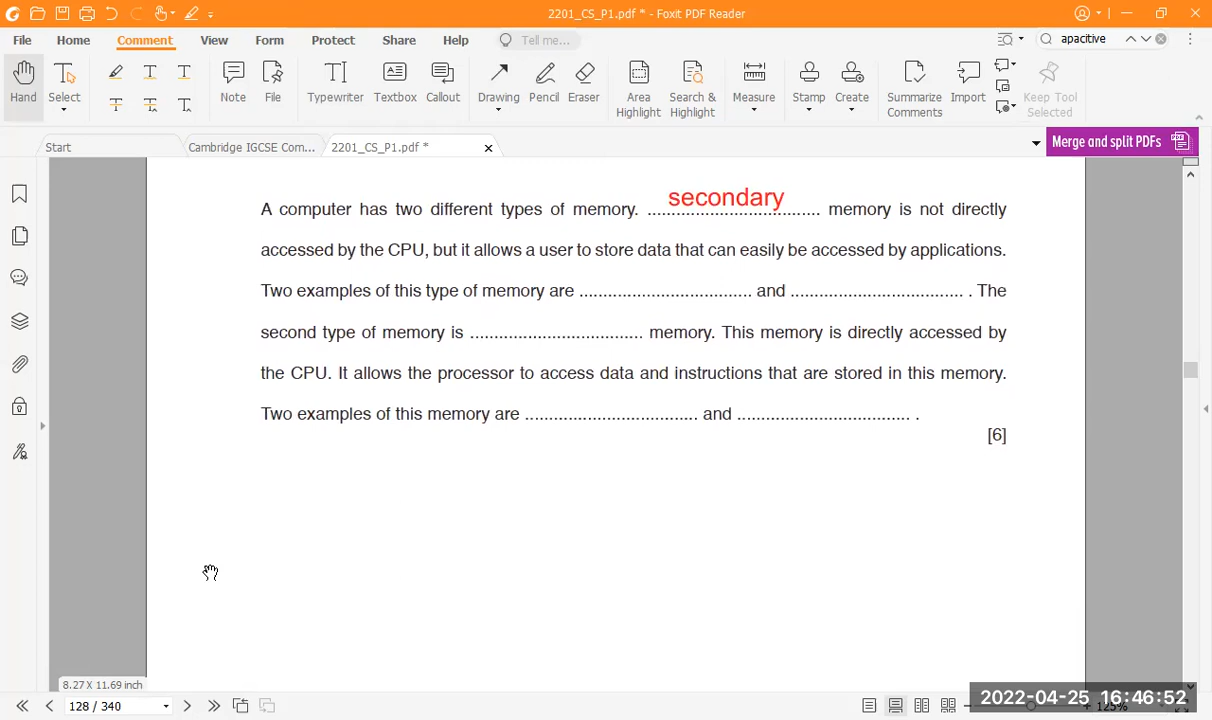 2201_CS_P1.pdf * - Foxit PDF Reader
File Home Comment View Form Protect Share Help Tell me... apacitive
Hand Select Note File Typewriter Textbox Callout Drawing Pencil Eraser Area Highlight Search & Highlight Measure Stamp Create Summarize Comments Import Keep Tool Selected
Start Cambridge IGCSE Com... 2201_CS_P1.pdf * Merge and split PDFs
secondary
A computer has two different types of memory. .................................... memory is not directly
accessed by the CPU, but it allows a user to store data that can easily be accessed by applications.
Two examples of this type of memory are .................................... and .................................... . The
second type of memory is .................................... memory. This memory is directly accessed by
the CPU. It allows the processor to access data and instructions that are stored in this memory.
Two examples of this memory are .................................... and .................................... .
[6]
8.27 X 11.69 inch
128 / 340
2022-04-25 16:46:52
125%